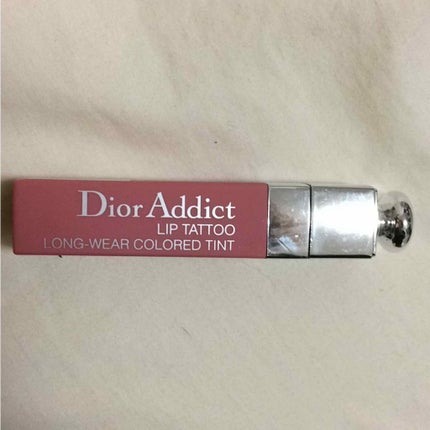 Dior Addict
LIP TATTOO
LONG-WEAR COLORED TINT